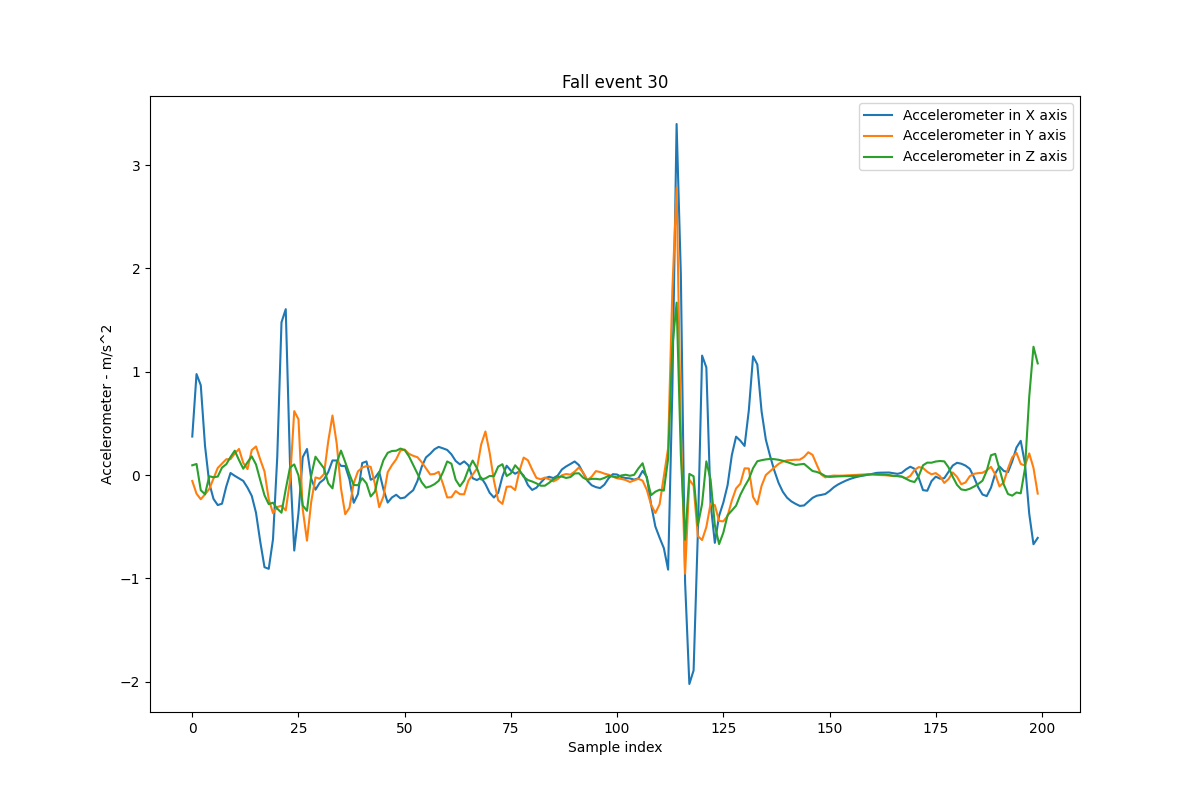 Fall event 30
Accelerometer in X axis
Accelerometer in Y axis
Accelerometer in Z axis
Accelerometer - m/s^2
3
2
1
0
−1
−2
0 25 50 75 100 125 150 175 200
Sample index